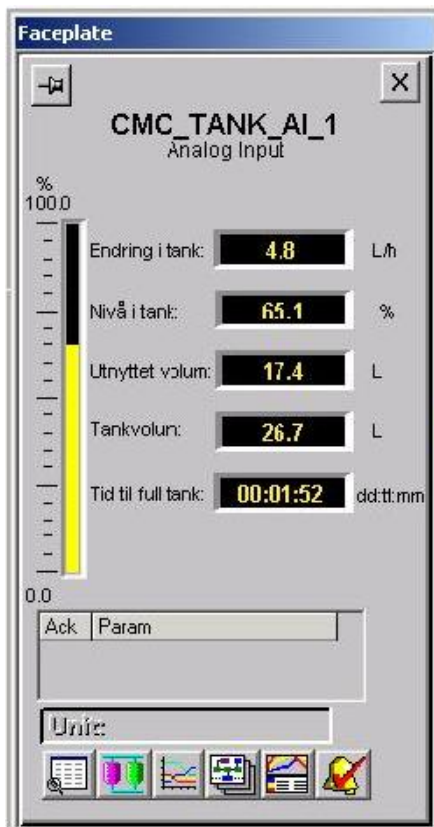 Faceplate
CMC_TANK_AI_1
Analog Input
%
100.0
Endring i tank: 4.8 L/h
Nivå i tank: 65.1 %
Utnyttet volum: 17.4 L
Tankvolum: 26.7 L
Tid til full tank: 00:01:52 dd:tt:mm
0.0
Ack Param
Unit: